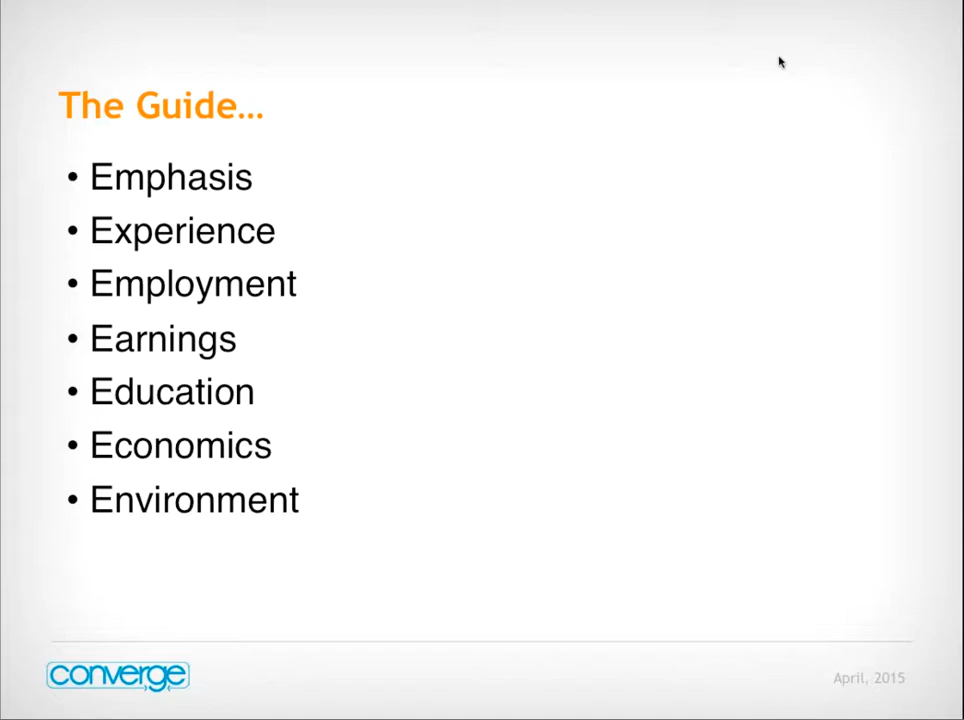 The Guide...
• Emphasis
• Experience
• Employment
• Earnings
• Education
• Economics
• Environment
converge
April, 2015